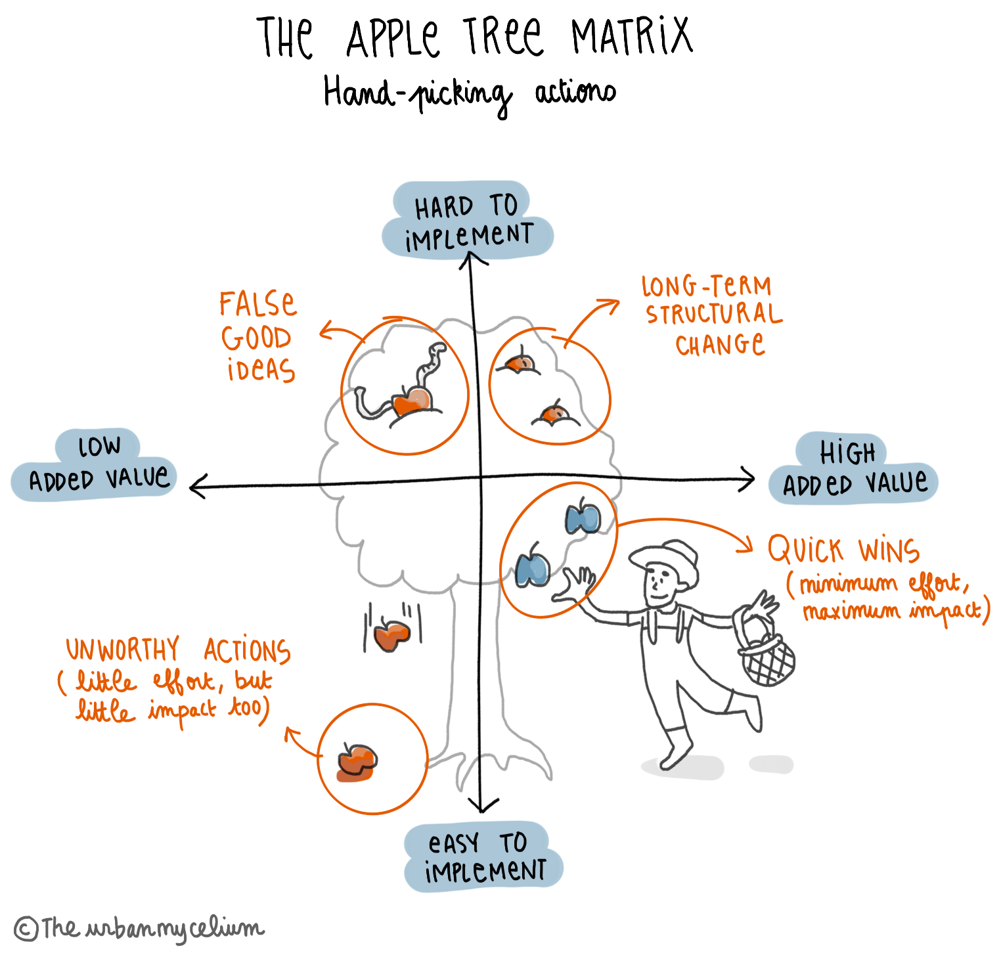 THE APPLE TREE MATRIX
Hand-picking actions
HARD TO
IMPLEMENT
FALSE
GOOD
IDEAS
LONG-TERM
STRUCTURAL
CHANGE
LOW
ADDED VALUE
HIGH
ADDED VALUE
QUICK WINS
(minimum effort,
maximum impact)
UNWORTHY ACTIONS
(little effort, but
little impact too)
EASY TO
IMPLEMENT
© The urban mycelium